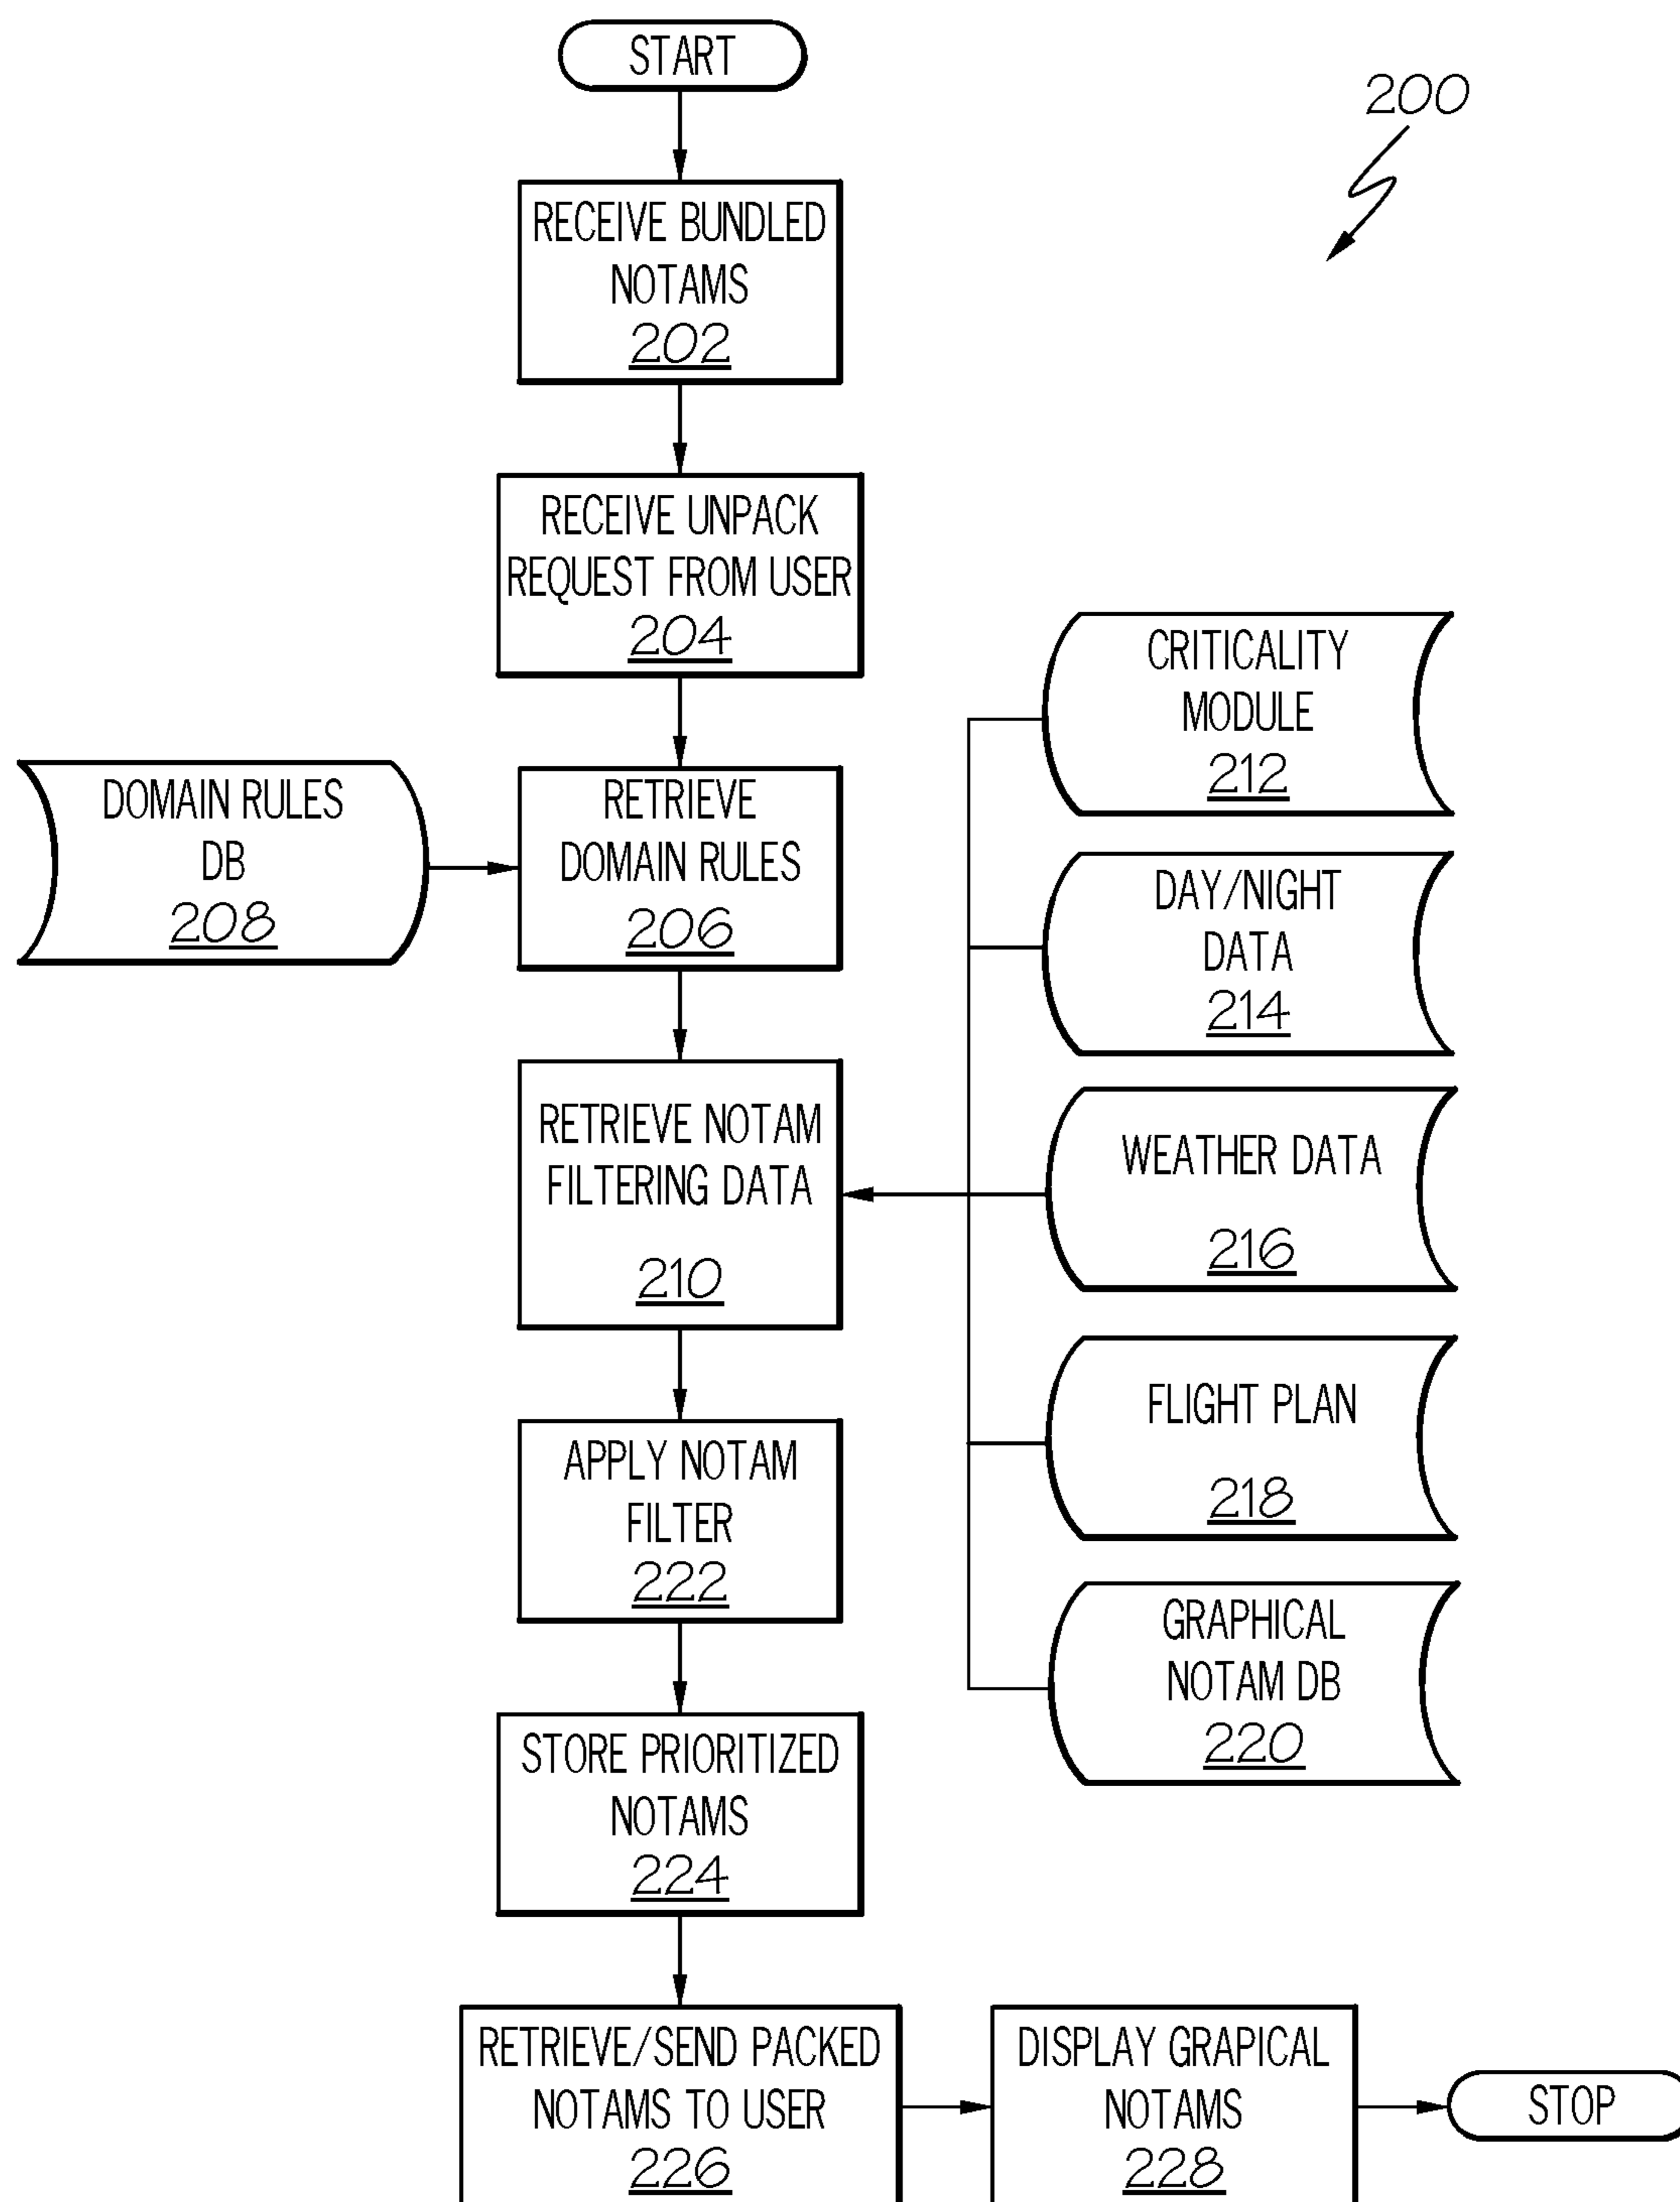 START
200
RECEIVE BUNDLED
NOTAMS
202
RECEIVE UNPACK
REQUEST FROM USER
204
DOMAIN RULES
DB
208
RETRIEVE
DOMAIN RULES
206
CRITICALITY
MODULE
212
DAY/NIGHT
DATA
214
RETRIEVE NOTAM
FILTERING DATA
210
WEATHER DATA
216
FLIGHT PLAN
218
APPLY NOTAM
FILTER
222
GRAPHICAL
NOTAM DB
220
STORE PRIORITIZED
NOTAMS
224
RETRIEVE/SEND PACKED
NOTAMS TO USER
226
DISPLAY GRAPICAL
NOTAMS
228
STOP